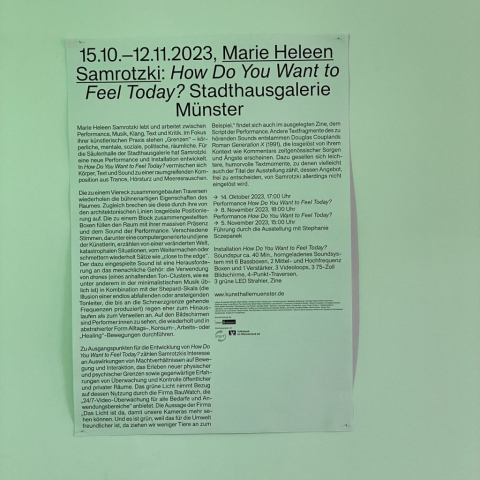 15.10.–12.11.2023, Marie Heleen
Samrotzki: How Do You Want to
Feel Today? Stadthausgalerie
Münster
Marie Heleen Samrotzki lebt und arbeitet zwischen
Performance, Musik, Klang, Text und Kritik. Im Fokus
ihrer künstlerischen Praxis stehen „Grenzen“ – kör-
perliche, mentale, soziale, politische, räumliche. Für
die Säulenhalle der Stadthausgalerie hat Samrotzki
eine neue Performance und Installation entwickelt.
In How Do You Want to Feel Today? vermischen sich
Körper, Text und Sound zu einer raumgreifenden Kom-
position aus Trance, Hörsturz und Meeresrauschen.
Die zu einem Viereck zusammengebauten Traversen
wiederholen die bühnenartigen Eigenschaften des
Raumes. Zugleich brechen sie diese durch ihre von
den architektonischen Linien losgelöste Positionie-
rung auf. Die zu einem Block zusammengestellten
Boxen füllen den Raum mit ihrer massiven Präsenz
und dem Sound der Performance. Verschiedene
Stimmen, darunter eine computergenerierte und jene
der Künstlerin, erzählen von einer veränderten Welt,
katastrophalen Situationen, vom Weitermachen oder
schmettern wiederholt Sätze wie „close to the edge“.
Der dazu eingespielte Sound ist eine Herausforde-
rung an das menschliche Gehör: die Verwendung
von drones (eines anhaltenden Ton-Clusters, wie es
unter anderem in der minimalistischen Musik üb-
lich ist) in Kombination mit der Shepard-Skala (die
Illusion einer endlos abfallenden oder ansteigenden
Tonleiter, die bis an die Schmerzgrenze gehende
Frequenzen produziert) regen eher zum Hinaus-
laufen als zum Verweilen an. Auf den Bildschirmen
sind Performer:innen zu sehen, die wiederholt und in
abstrahierter Form Alltags-, Konsum-, Arbeits- oder
„Healing“-Bewegungen durchführen.
Zu Ausgangspunkten für die Entwicklung von How Do
You Want to Feel Today? zählen Samrotzkis Interesse
an Auswirkungen von Machtverhältnissen auf Bewe-
gung und Interaktion, das Erleben neuer physischer
und psychischer Grenzen sowie gegenwärtige Erfah-
rungen von Überwachung und Kontrolle öffentlicher
und privater Räume. Das grüne Licht nimmt Bezug
auf dessen Nutzung durch die Firma BauWatch, die
„24/7-Video-Überwachung für alle Bedarfe und An-
wendungsbereiche“ anbietet. Die Aussage der Firma
„Das Licht ist da, damit unsere Kameras mehr se-
hen können. Und es ist grün, weil das für die Umwelt
freundlicher ist, da ziehen wir weniger Tiere an zum
Beispiel,“ findet sich auch im ausgelegten Zine, dem
Script der Performance. Andere Textfragmente des zu
hörenden Sounds entstammen Douglas Couplands
Roman Generation X (1991), die losgelöst von ihrem
Kontext wie Kommentare zeitgenössischer Sorgen
und Ängste erscheinen. Dazu gesellen sich leich-
tere, humorvolle Textmomente, zu denen vielleicht
auch der Titel der Ausstellung zählt, dessen Angebot,
frei zu entscheiden, von Samrotzki allerdings nicht
eingelöst wird.
→ 14. Oktober 2023, 17:00 Uhr
Performance How Do You Want to Feel Today?
→ 8. November 2023, 18:00 Uhr
Performance How Do You Want to Feel Today?
→ 5. November 2023, 15:00 Uhr
Führung durch die Ausstellung mit Stephanie
Sczepanek
Installation How Do You Want to Feel Today?
Soundspur ca. 40 Min., homgeladenes Soundsys-
tem mit 6 Bassboxen, 2 Mittel- und Hochfrequenz
Boxen und 1 Verstärker, 3 Videoloops, 3 75-Zoll
Bildschirme, 4-Punkt-Traversen,
3 grüne LED Strahler, Zine
www.kunsthallemuenster.de